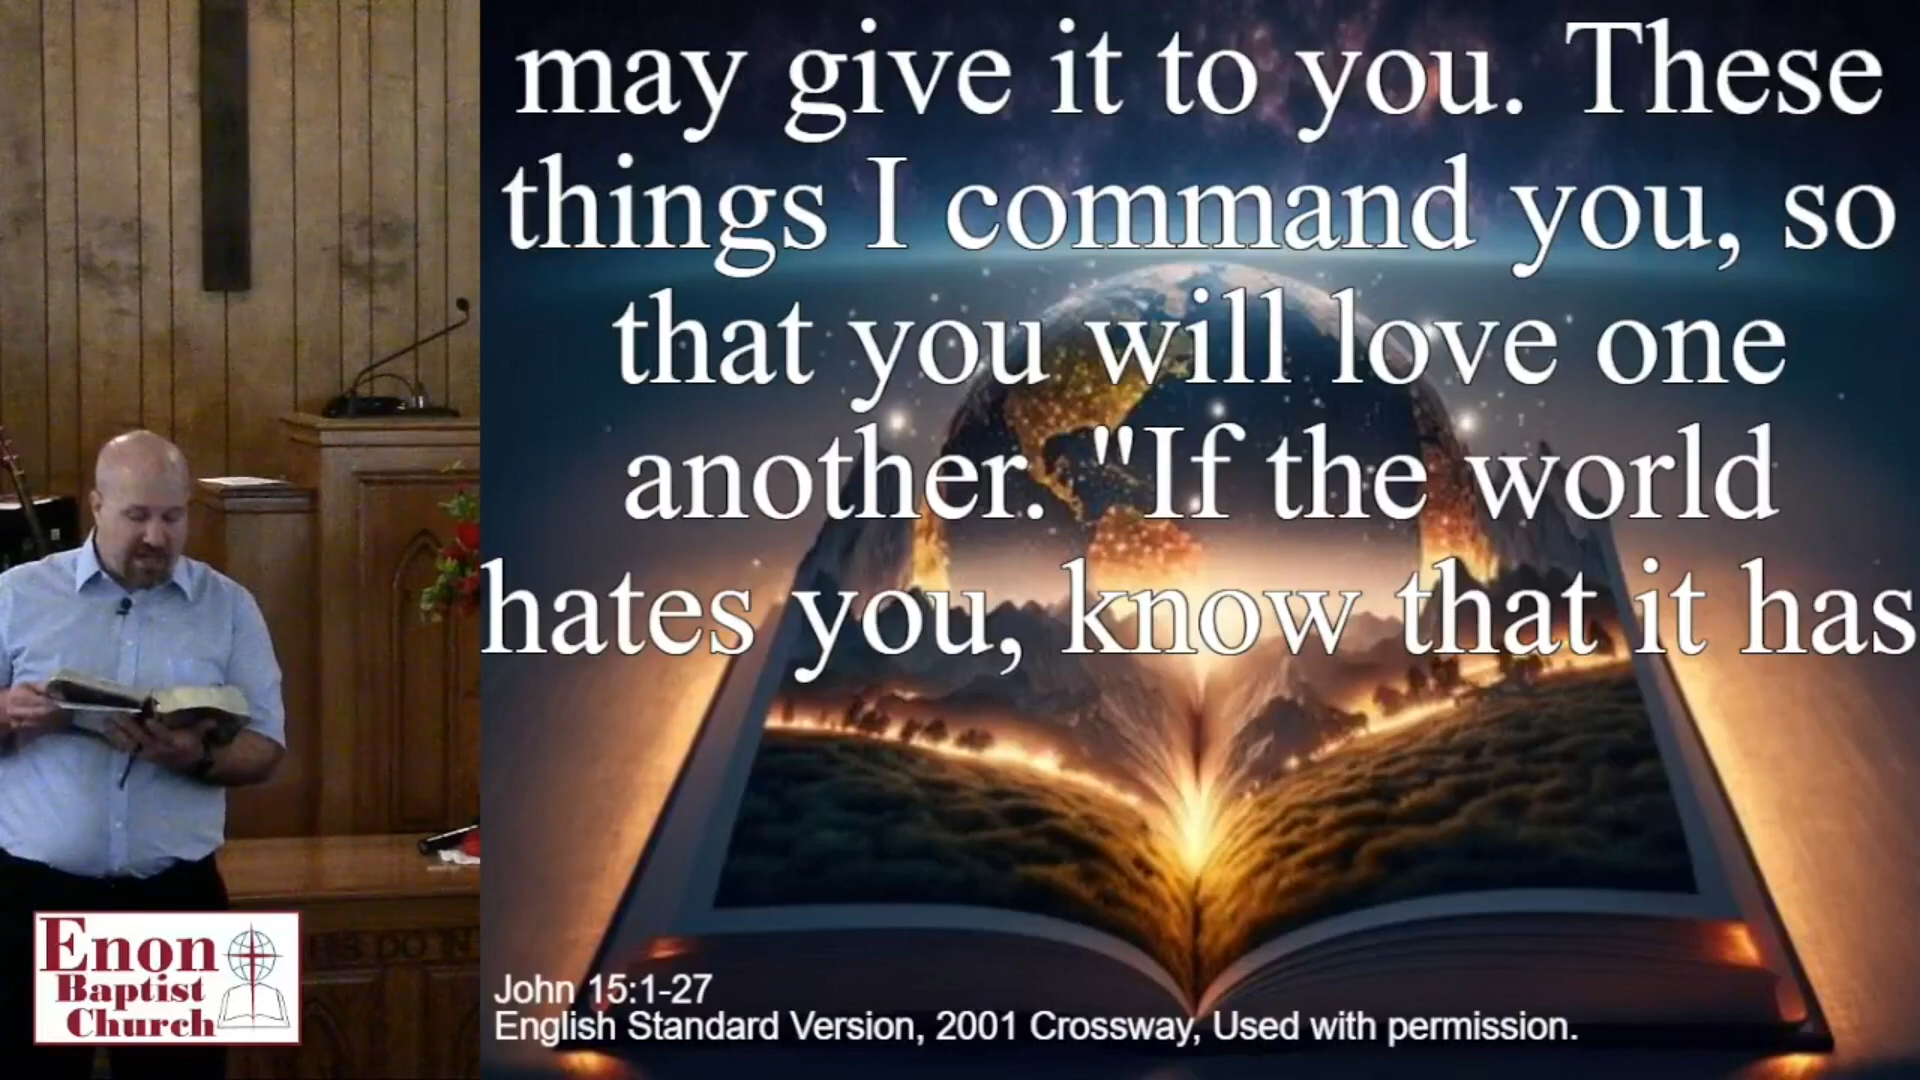 may give it to you. These
things I command you, so
that you will love one
another. "If the world
hates you, know that it has
John 15:1-27
English Standard Version, 2001 Crossway, Used with permission.
Enon
Baptist
Church
DO